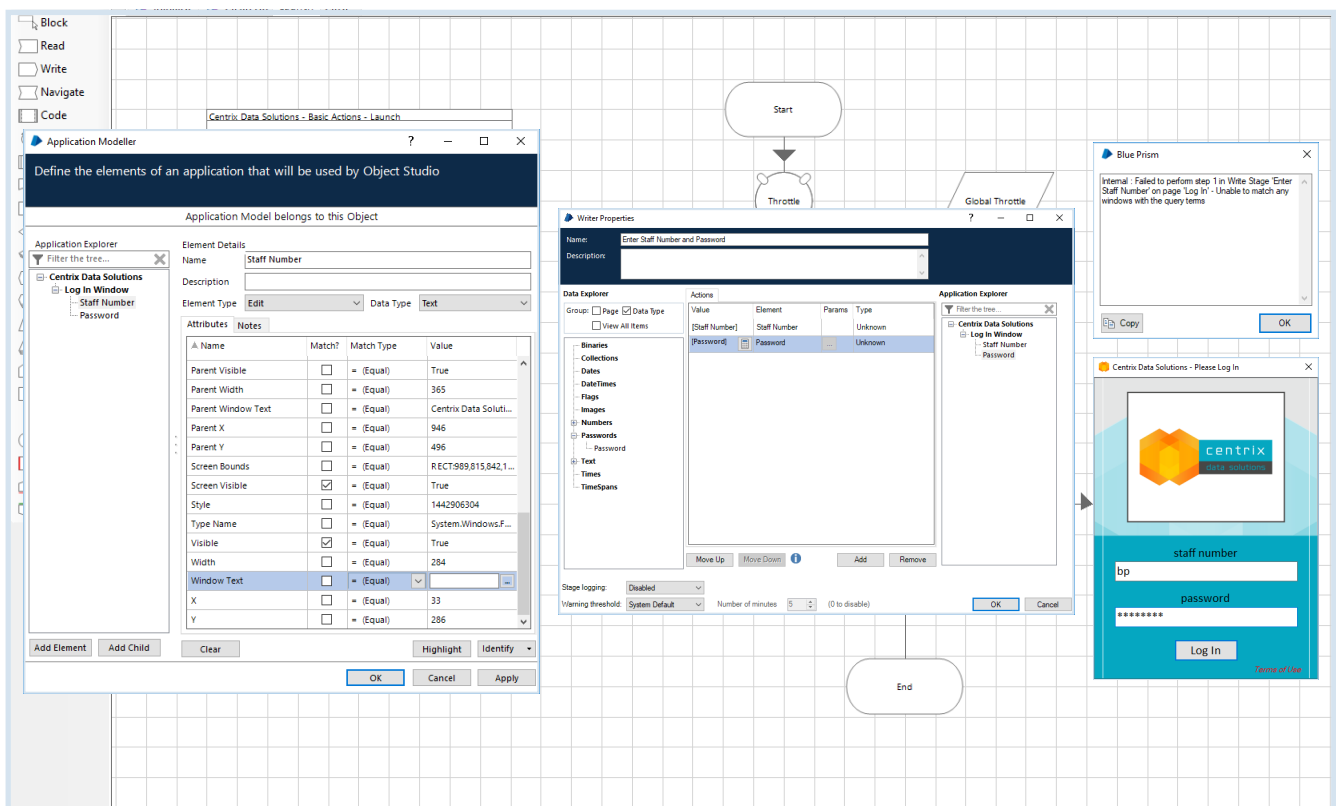 Block
Read
Write
Navigate
Code
Centrix Data Solutions - Basic Actions - Launch
Start
Throttle
Global Throttle
End
Application Modeller
?
Define the elements of an application that will be used by Object Studio
Application Model belongs to this Object
Application Explorer
Filter the tree...
Centrix Data Solutions
Log In Window
Staff Number
Password
Element Details
Name Staff Number
Description
Element Type Edit Data Type Text
Attributes Notes
Name Match? Match Type Value
Parent Visible = (Equal) True
Parent Width = (Equal) 365
Parent Window Text = (Equal) Centrix Data Soluti...
Parent X = (Equal) 946
Parent Y = (Equal) 496
Screen Bounds = (Equal) RECT:989,815,842,1...
Screen Visible = (Equal) True
Style = (Equal) 1442906304
Type Name = (Equal) System.Windows.F...
Visible = (Equal) True
Width = (Equal) 284
Window Text = (Equal) ...
X = (Equal) 33
Y = (Equal) 286
Add Element Add Child Clear Highlight Identify
OK Cancel Apply
Writer Properties
?
Name: Enter Staff Number and Password
Description:
Data Explorer
Group: Page Data Type
View All Items
Binaries
Collections
Dates
DateTimes
Flags
Images
Numbers
Passwords
Password
Text
Times
TimeSpans
Actions
Value Element Params Type
[Staff Number] Staff Number Unknown
[Password] Password ... Unknown
Move Up Move Down Add Remove
Application Explorer
Filter the tree...
Centrix Data Solutions
Log In Window
Staff Number
Password
Stage logging: Disabled
Warning threshold: System Default Number of minutes 5 (0 to disable)
OK Cancel
Blue Prism
Internal : Failed to perform step 1 in Write Stage 'Enter
Staff Number' on page 'Log In' - Unable to match any
windows with the query terms
Copy OK
Centrix Data Solutions - Please Log In
centrix
data solutions
staff number
bp
password
********
Log In
Terms of Use